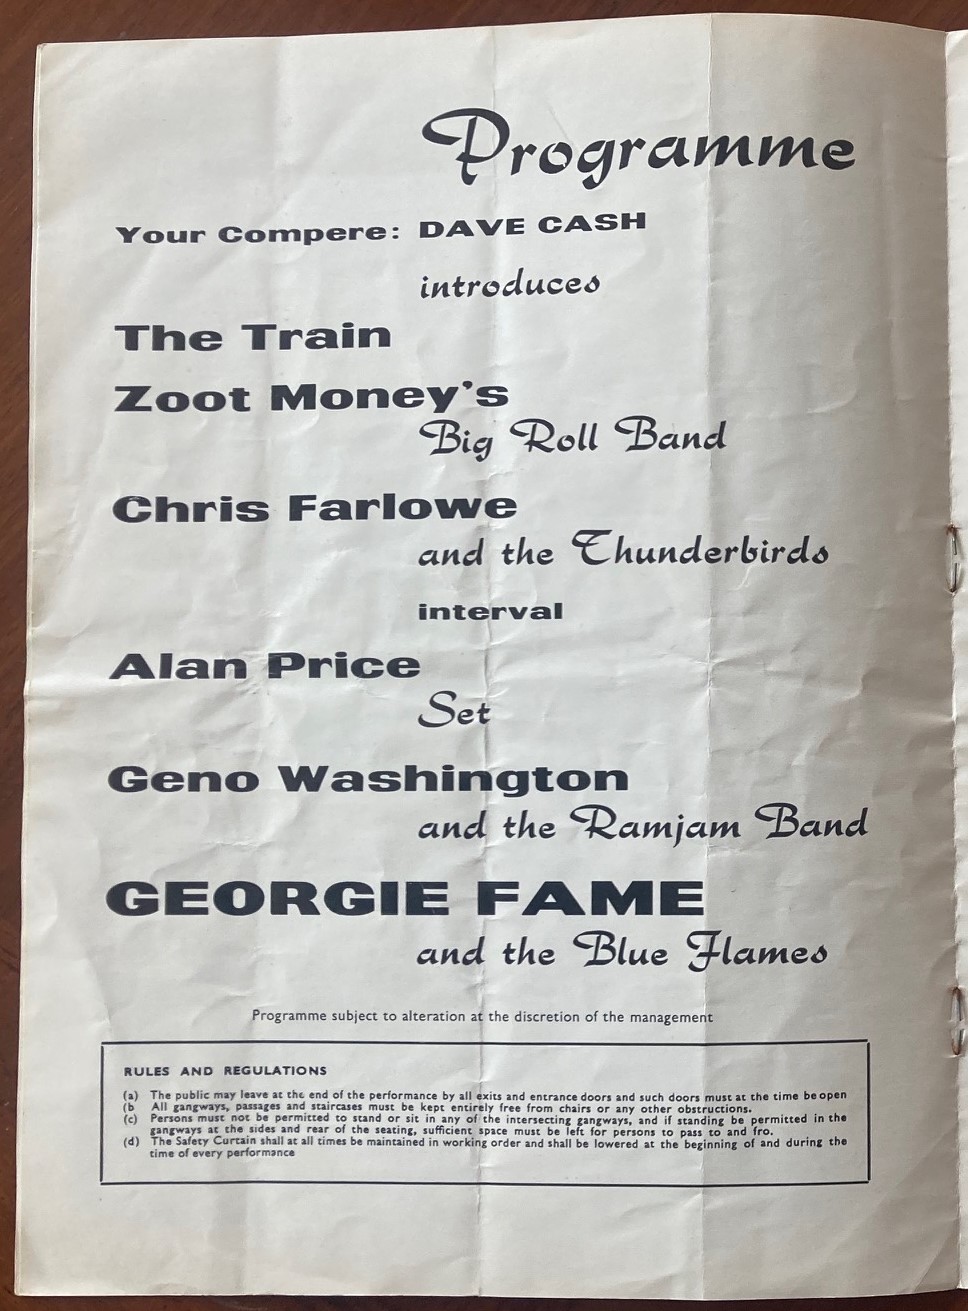 Programme
Your Compere: DAVE CASH
introduces
The Train
Zoot Money's
Big Roll Band
Chris Farlowe
and the Thunderbirds
interval
Alan Price
Set
Geno Washington
and the Ramjam Band
GEORGIE FAME
and the Blue Flames
Programme subject to alteration at the discretion of the management
RULES AND REGULATIONS
(a) The public may leave at the end of the performance by all exits and entrance doors and such doors must at the time be open
(b All gangways, passages and staircases must be kept entirely free from chairs or any other obstructions.
(c) Persons must not be permitted to stand or sit in any of the intersecting gangways, and if standing be permitted in the
gangways at the sides and rear of the seating, sufficient space must be left for persons to pass to and fro.
(d) The Safety Curtain shall at all times be maintained in working order and shall be lowered at the beginning of and during the
time of every performance